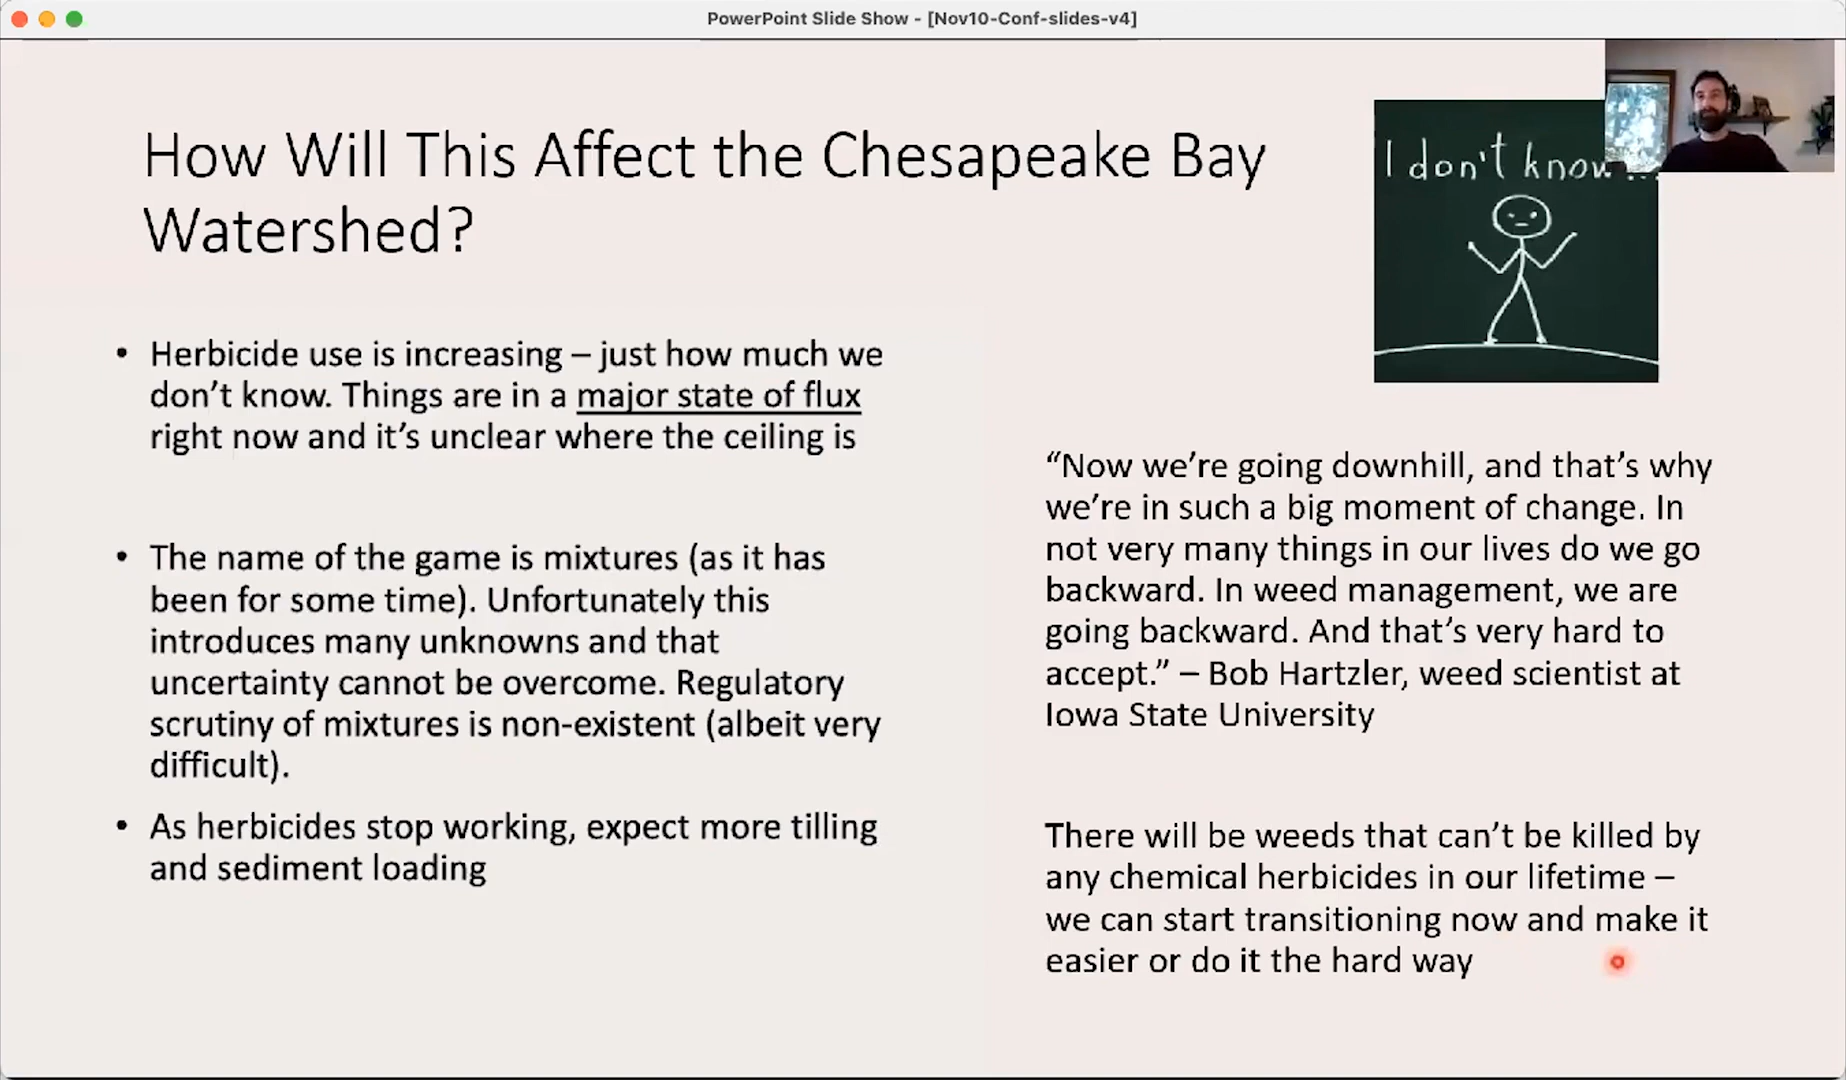 PowerPoint Slide Show - [Nov10-Conf-slides-v4]
How Will This Affect the Chesapeake Bay
Watershed?
I don't know...
• Herbicide use is increasing – just how much we
don’t know. Things are in a major state of flux
right now and it’s unclear where the ceiling is
• The name of the game is mixtures (as it has
been for some time). Unfortunately this
introduces many unknowns and that
uncertainty cannot be overcome. Regulatory
scrutiny of mixtures is non-existent (albeit very
difficult).
• As herbicides stop working, expect more tilling
and sediment loading
“Now we’re going downhill, and that’s why
we’re in such a big moment of change. In
not very many things in our lives do we go
backward. In weed management, we are
going backward. And that’s very hard to
accept.” – Bob Hartzler, weed scientist at
Iowa State University
There will be weeds that can’t be killed by
any chemical herbicides in our lifetime –
we can start transitioning now and make it
easier or do it the hard way